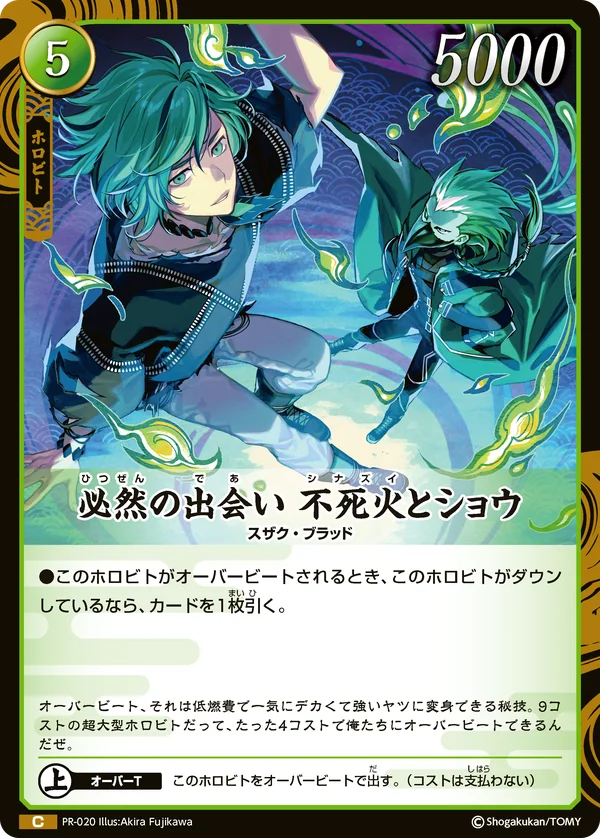 5
5000
ホロビト
ひつぜん で あ シナズイ
必然の出会い 不死火とショウ
スザク・ブラッド
●このホロビトがオーバービートされるとき、このホロビトがダウン
まい ひ
しているなら、カードを1枚引く。
オーバービート、それは低燃費で一気にデカくて強いヤツに変身できる秘技。9コ
ストの超大型ホロビトだって、たった4コストで俺たちにオーバービートできるん
だぜ。
だ しはら
上 オーバーT このホロビトをオーバービートで出す。(コストは支払わない)
C PR-020 Illus:Akira Fujikawa ©Shogakukan/TOMY